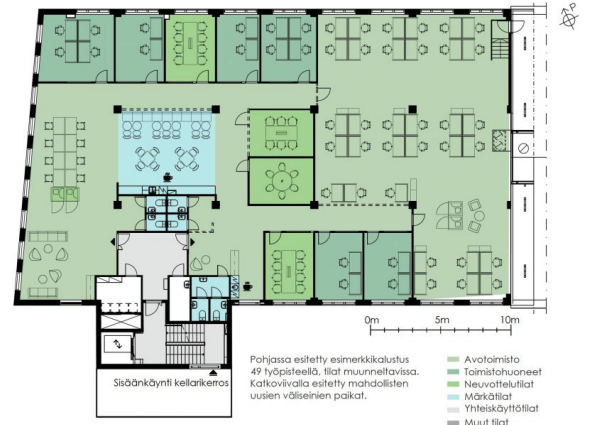 P
0m 5m 10m
Pohjassa esitetty esimerkkikalustus
49 työpisteellä, tilat muunneltavissa.
Katkoviivalla esitetty mahdollisten
uusien väliseinien paikat.
Avotoimisto
Toimistohuoneet
Neuvottelutilat
Märkätilat
Yhteiskäyttötilat
Muut tilat
Sisäänkäynti kellarikerros